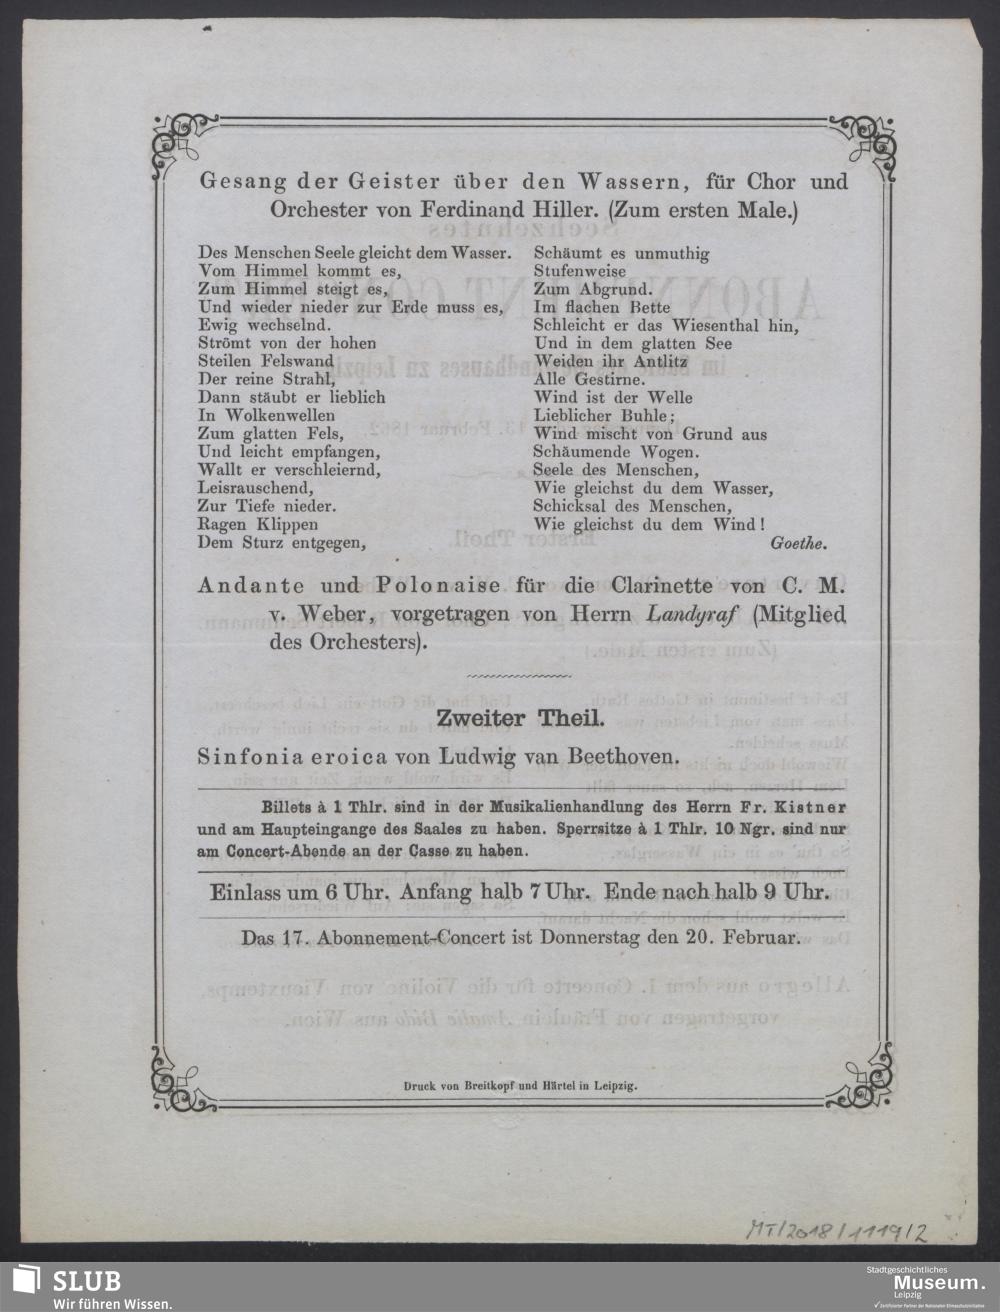 Gesang der Geister über den Wassern, für Chor und
Orchester von Ferdinand Hiller. (Zum ersten Male.)
Des Menschen Seele gleicht dem Wasser.
Vom Himmel kommt es,
Zum Himmel steigt es,
Und wieder nieder zur Erde muss es,
Ewig wechselnd.
Strömt von der hohen
Steilen Felswand
Der reine Strahl,
Dann stäubt er lieblich
In Wolkenwellen
Zum glatten Fels,
Und leicht empfangen,
Wallt er verschleiernd,
Leisrauschend,
Zur Tiefe nieder.
Ragen Klippen
Dem Sturz entgegen,
Schäumt es unmuthig
Stufenweise
Zum Abgrund.
Im flachen Bette
Schleicht er das Wiesenthal hin,
Und in dem glatten See
Weiden ihr Antlitz
Alle Gestirne.
Wind ist der Welle
Lieblicher Buhle;
Wind mischt von Grund aus
Schäumende Wogen.
Seele des Menschen,
Wie gleichst du dem Wasser,
Schicksal des Menschen,
Wie gleichst du dem Wind!
Goethe.
Andante und Polonaise für die Clarinette von C. M.
v. Weber, vorgetragen von Herrn Landgraf (Mitglied
des Orchesters).
Zweiter Theil.
Sinfonia eroica von Ludwig van Beethoven.
Billets à 1 Thlr. sind in der Musikalienhandlung des Herrn Fr. Kistner
und am Haupteingange des Saales zu haben. Sperrsitze à 1 Thlr. 10 Ngr. sind nur
am Concert-Abende an der Casse zu haben.
Einlass um 6 Uhr. Anfang halb 7 Uhr. Ende nach halb 9 Uhr.
Das 17. Abonnement-Concert ist Donnerstag den 20. Februar.
Druck von Breitkopf und Härtel in Leipzig.
MT/2018/1119/2
SLUB
Wir führen Wissen.
Stadtgeschichtliches
Museum.
Leipzig
Zertifizierter Partner der Nationalen Klimaschutzinitiative